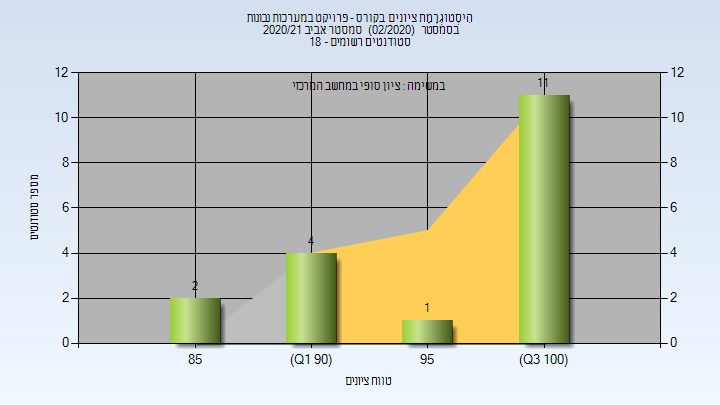 היסטוגרמת ציונים בקורס - פרויקט במערכות נבונות
בסמסטר (02/2020) סמסטר אביב 2020/21
סטודנטים רשומים - 18
במשימה : ציון סופי במחשב המרכזי
מספר סטודנטים
12 12
10 10
8 8
6 6
4 4
2 2
0 0
2
4
1
11
85
(Q1 90)
95
(Q3 100)
טווח ציונים